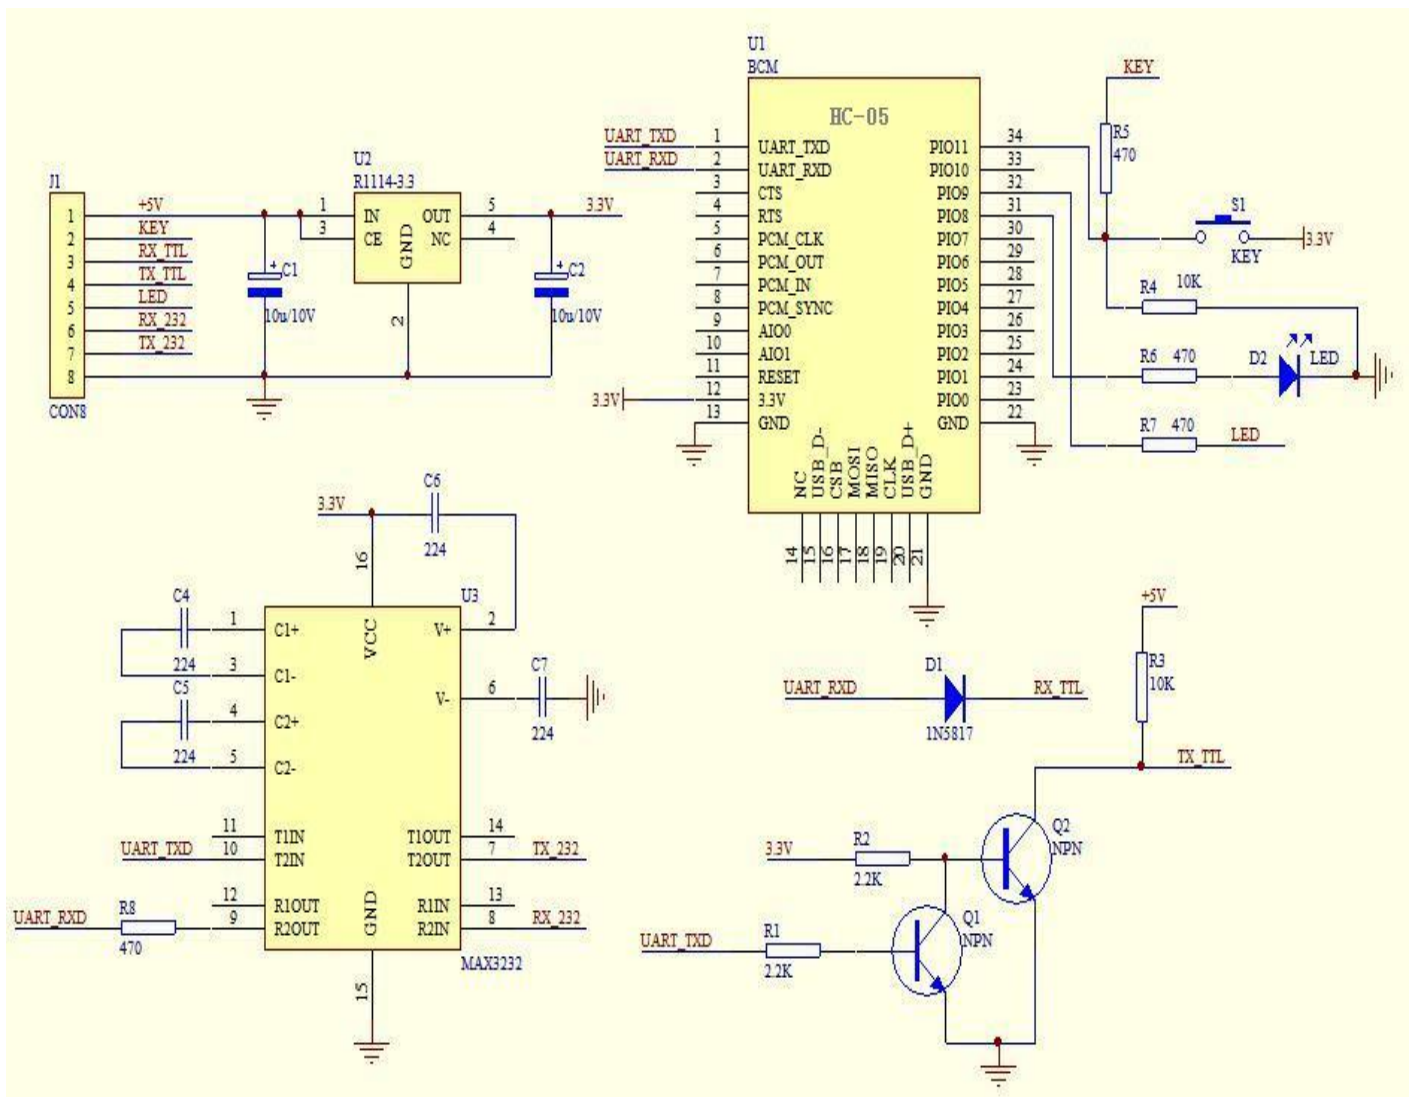 J1
1 +5V
2 KEY
3 RX_TTL
4 TX_TTL
5 LED
6 RX_232
7 TX_232
8
CON8
U2
R1114-3.3
1 IN OUT 5 3.3V
3 CE NC 4
GND
2
+ C1
10u/10V
+ C2
10u/10V
U1
BCM
HC-05
UART_TXD 1 UART_TXD PIO11 34
UART_RXD 2 UART_RXD PIO10 33
3 CTS PIO9 32
4 RTS PIO8 31
5 PCM_CLK PIO7 30
6 PCM_OUT PIO6 29
7 PCM_IN PIO5 28
8 PCM_SYNC PIO4 27
9 AIO0 PIO3 26
10 AIO1 PIO2 25
11 RESET PIO1 24
3.3V 12 3.3V PIO0 23
13 GND GND 22
NC USB_D- CSB MOSI MISO CLK USB_D+ GND
14 15 16 17 18 19 20 21
KEY
R5
470
S1
KEY
3.3V
R4 10K
R6 470 D2 LED
R7 470 LED
3.3V
C6
224
16
U3
C4
224
C5
224
1 C1+ VCC V+ 2
3 C1-
4 C2+ V- 6
5 C2-
C7
224
11 T1IN T1OUT 14
UART_TXD 10 T2IN T2OUT 7 TX_232
12 R1OUT R1IN 13
UART_RXD R8 9 R2OUT GND R2IN 8 RX_232
470
MAX3232
15
D1
UART_RXD RX_TTL
1N5817
+5V
R3
10K
TX_TTL
Q2
NPN
3.3V R2
2.2K
Q1
NPN
UART_TXD R1
2.2K